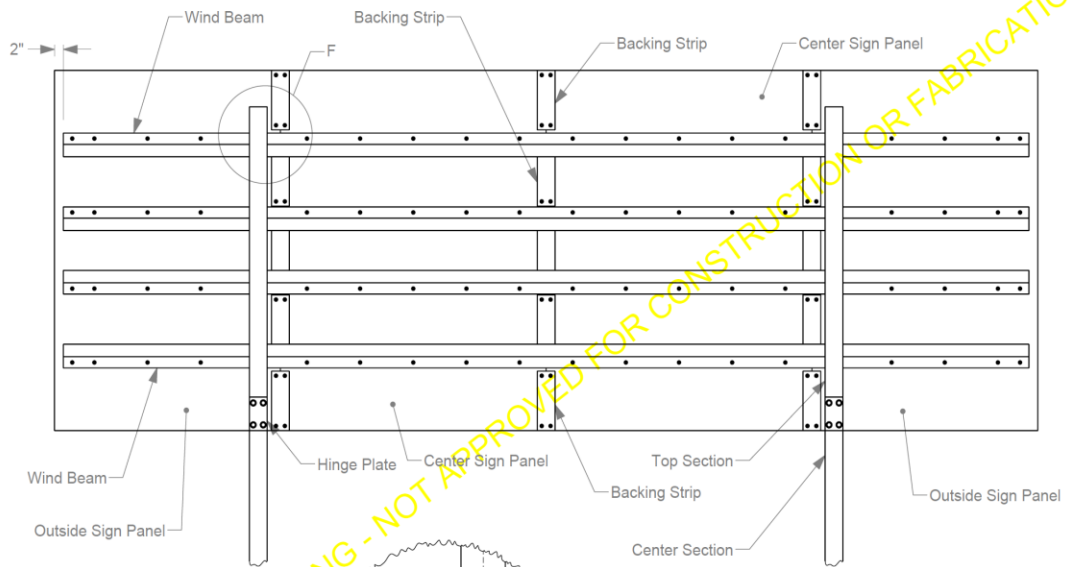 Wind Beam
Backing Strip
2"
F
Backing Strip
Center Sign Panel
Wind Beam
Hinge Plate
Center Sign Panel
Top Section
Backing Strip
Outside Sign Panel
Outside Sign Panel
Center Section
NG - NOT APPROVED FOR CONSTRUCTION OR FABRICATIO